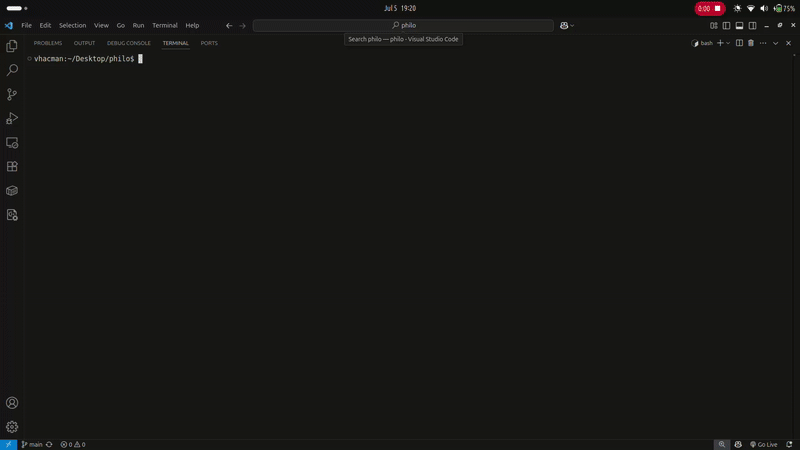 Jul 5 19:20
0:00
75%
File Edit Selection View Go Run Terminal Help
philo
Search philo — philo - Visual Studio Code
PROBLEMS OUTPUT DEBUG CONSOLE TERMINAL PORTS
bash
vhacman:~/Desktop/philo$
main
0 0
Go Live